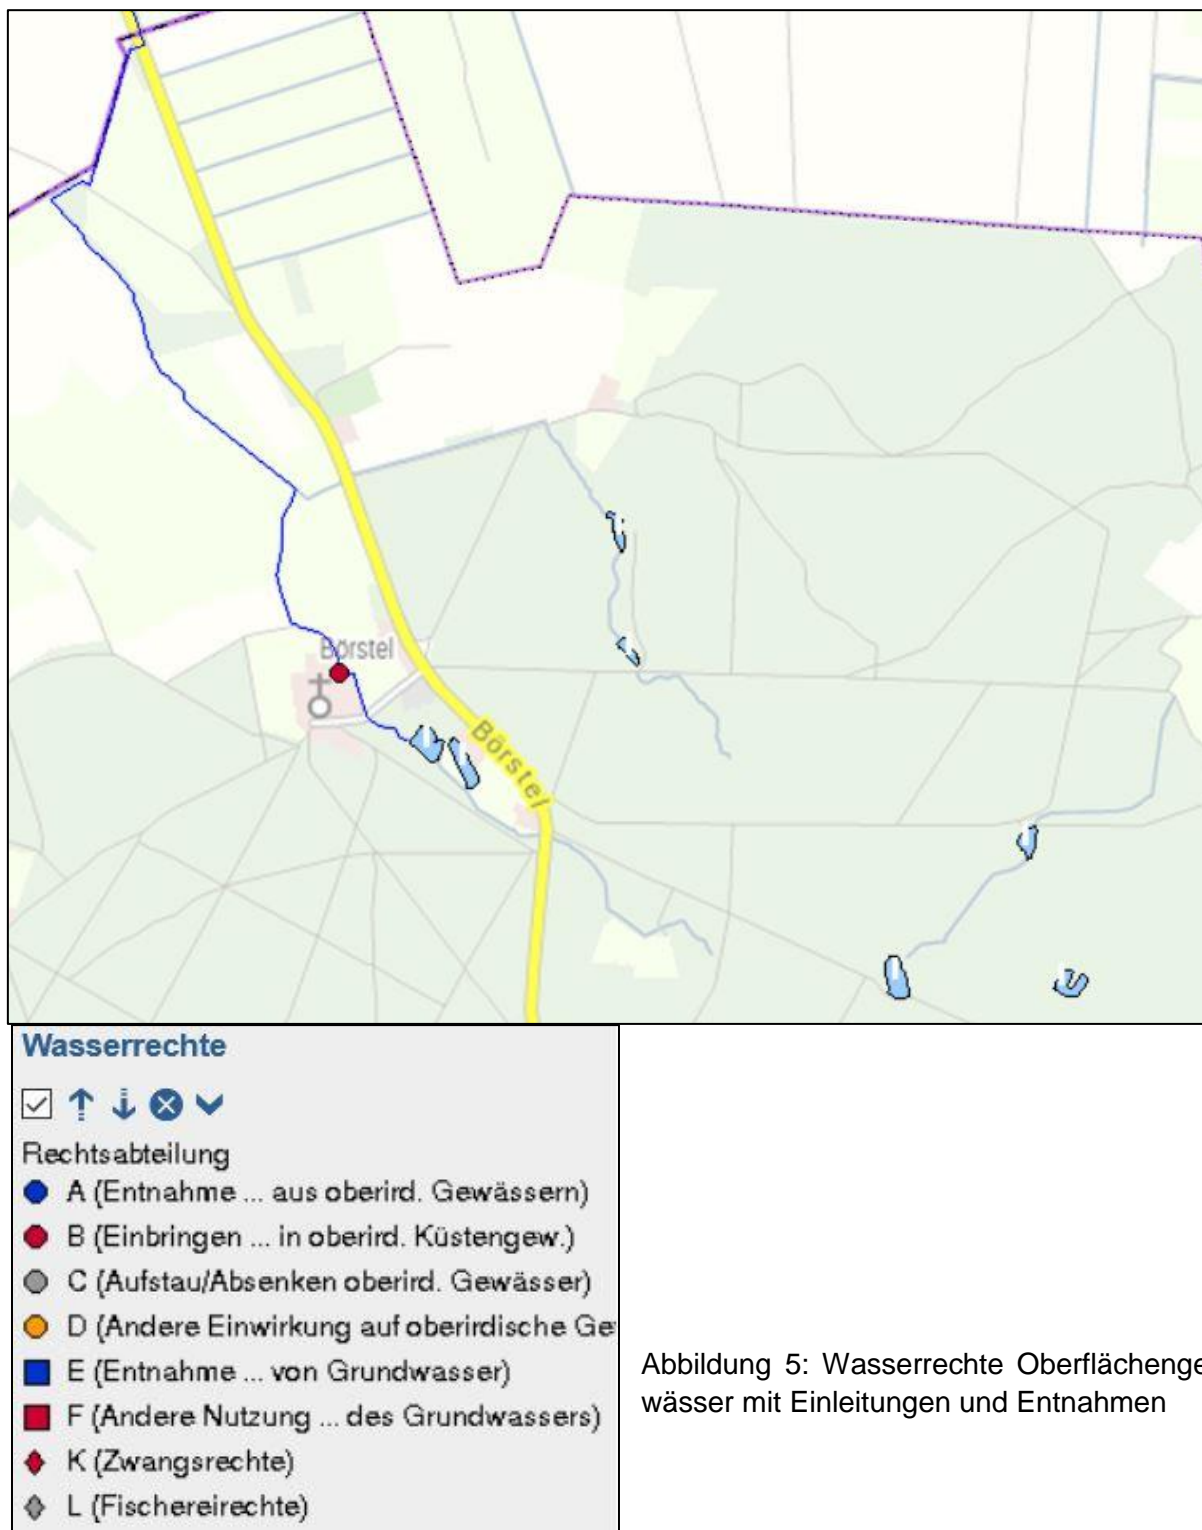 Börstel
Börstel
Wasserrechte
Rechtsabteilung
A (Entnahme ... aus oberird. Gewässern)
B (Einbringen ... in oberird. Küstengew.)
C (Aufstau/Absenken oberird. Gewässer)
D (Andere Einwirkung auf oberirdische Ge
E (Entnahme ... von Grundwasser)
F (Andere Nutzung ... des Grundwassers)
K (Zwangsrechte)
L (Fischereirechte)
Abbildung 5: Wasserrechte Oberflächenge
wässer mit Einleitungen und Entnahmen